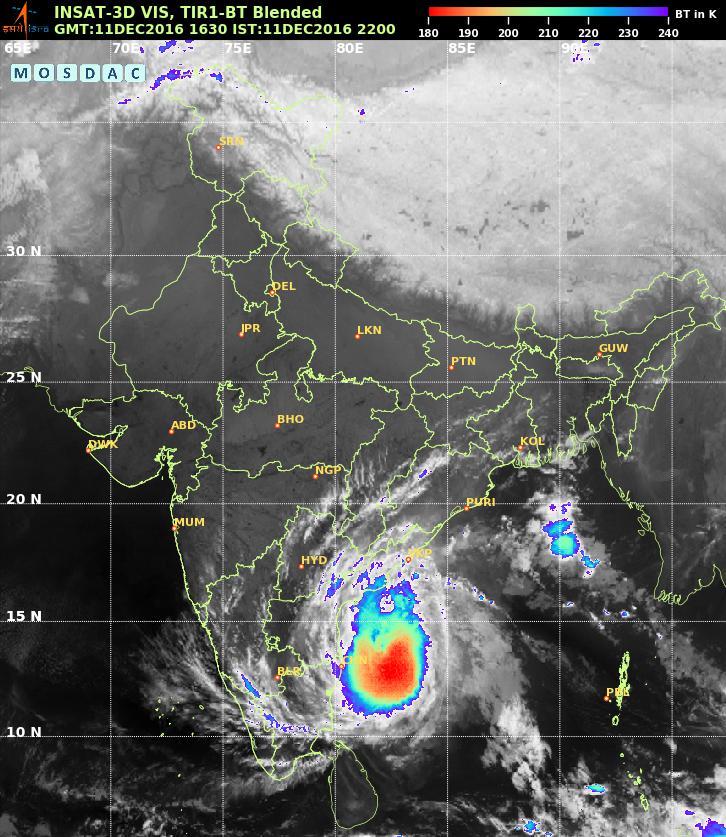 INSAT-3D VIS, TIR1-BT Blended
GMT:11DEC2016 1630 IST:11DEC2016 2200
BT in K
180 190 200 210 220 230 240
65E 70E 75E 80E 85E 90E
MOSDAC
SRN
30 N
DEL
JPR LKN
GUW
PTN
25 N
ABD BHO
DWK KOL
NGP
20 N PURI
MUM
HYD
15 N
BLR
10 N